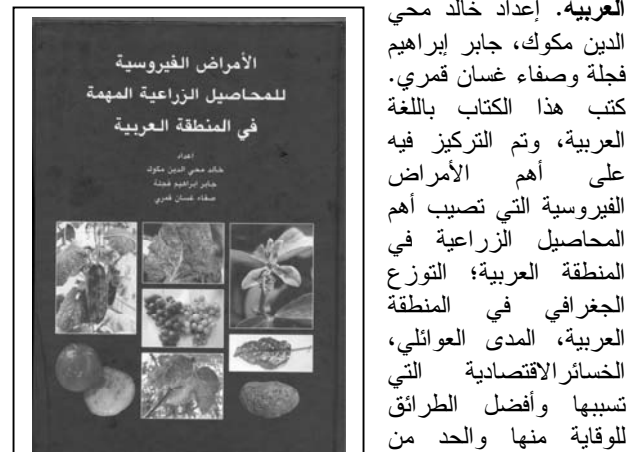 العربية. إعداد خالد محي
الدين مكوك، جابر إبراهيم
فجلة وصفاء غسان قمري.
كتب هذا الكتاب باللغة
العربية، وتم التركيز فيه
على أهم الأمراض
الفيروسية التي تصيب أهم
المحاصيل الزراعية في
المنطقة العربية؛ التوزع
الجغرافي في المنطقة
العربية، المدى العوائلي،
الخسائرالاقتصادية التي
تسببها وأفضل الطرائق
للوقاية منها والحد من
الأمراض الفيروسية
للمحاصيل الزراعية المهمة
في المنطقة العربية
اعداد
خالد محي الدين مكوك
جابر ابراهيم فجلة
صفاء غسان قمري